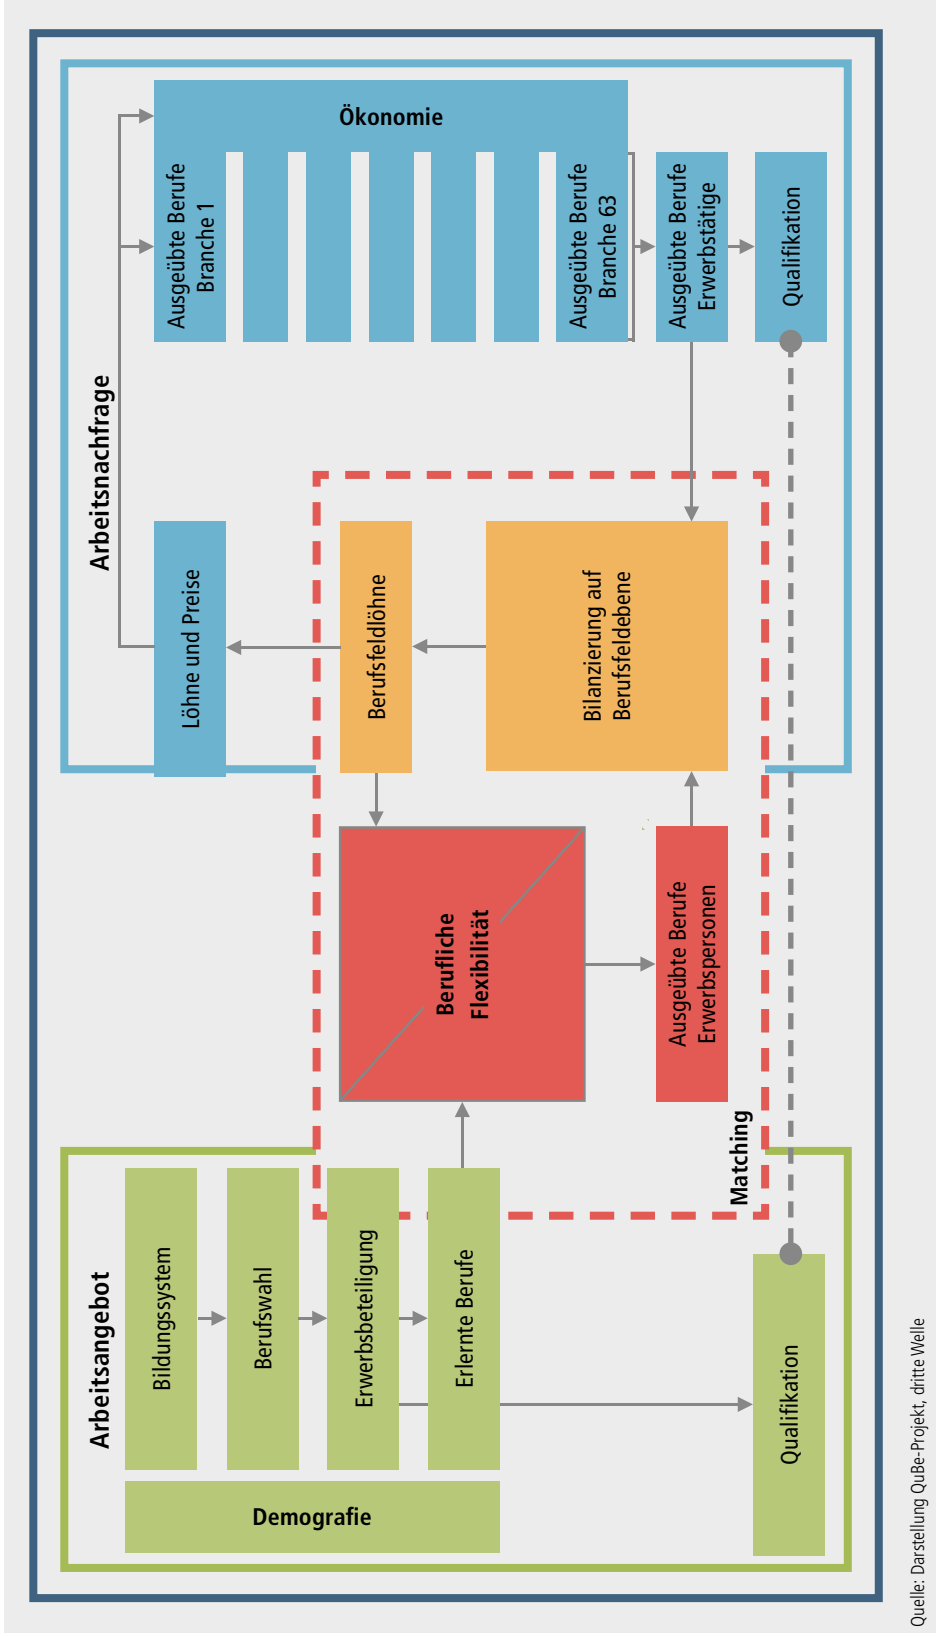 Arbeitsangebot
Demografie
Bildungssystem
Berufswahl
Erwerbsbeteiligung
Erlernte Berufe
Qualifikation
Matching
Berufliche
Flexibilität
Ausgeübte Berufe
Erwerbspersonen
Arbeitsnachfrage
Löhne und Preise
Berufsfeldlöhne
Bilanzierung auf
Berufsfeldebene
Ökonomie
Ausgeübte Berufe
Branche 1
Ausgeübte Berufe
Branche 63
Ausgeübte Berufe
Erwerbstätige
Qualifikation
Quelle: Darstellung QuBe-Projekt, dritte Welle